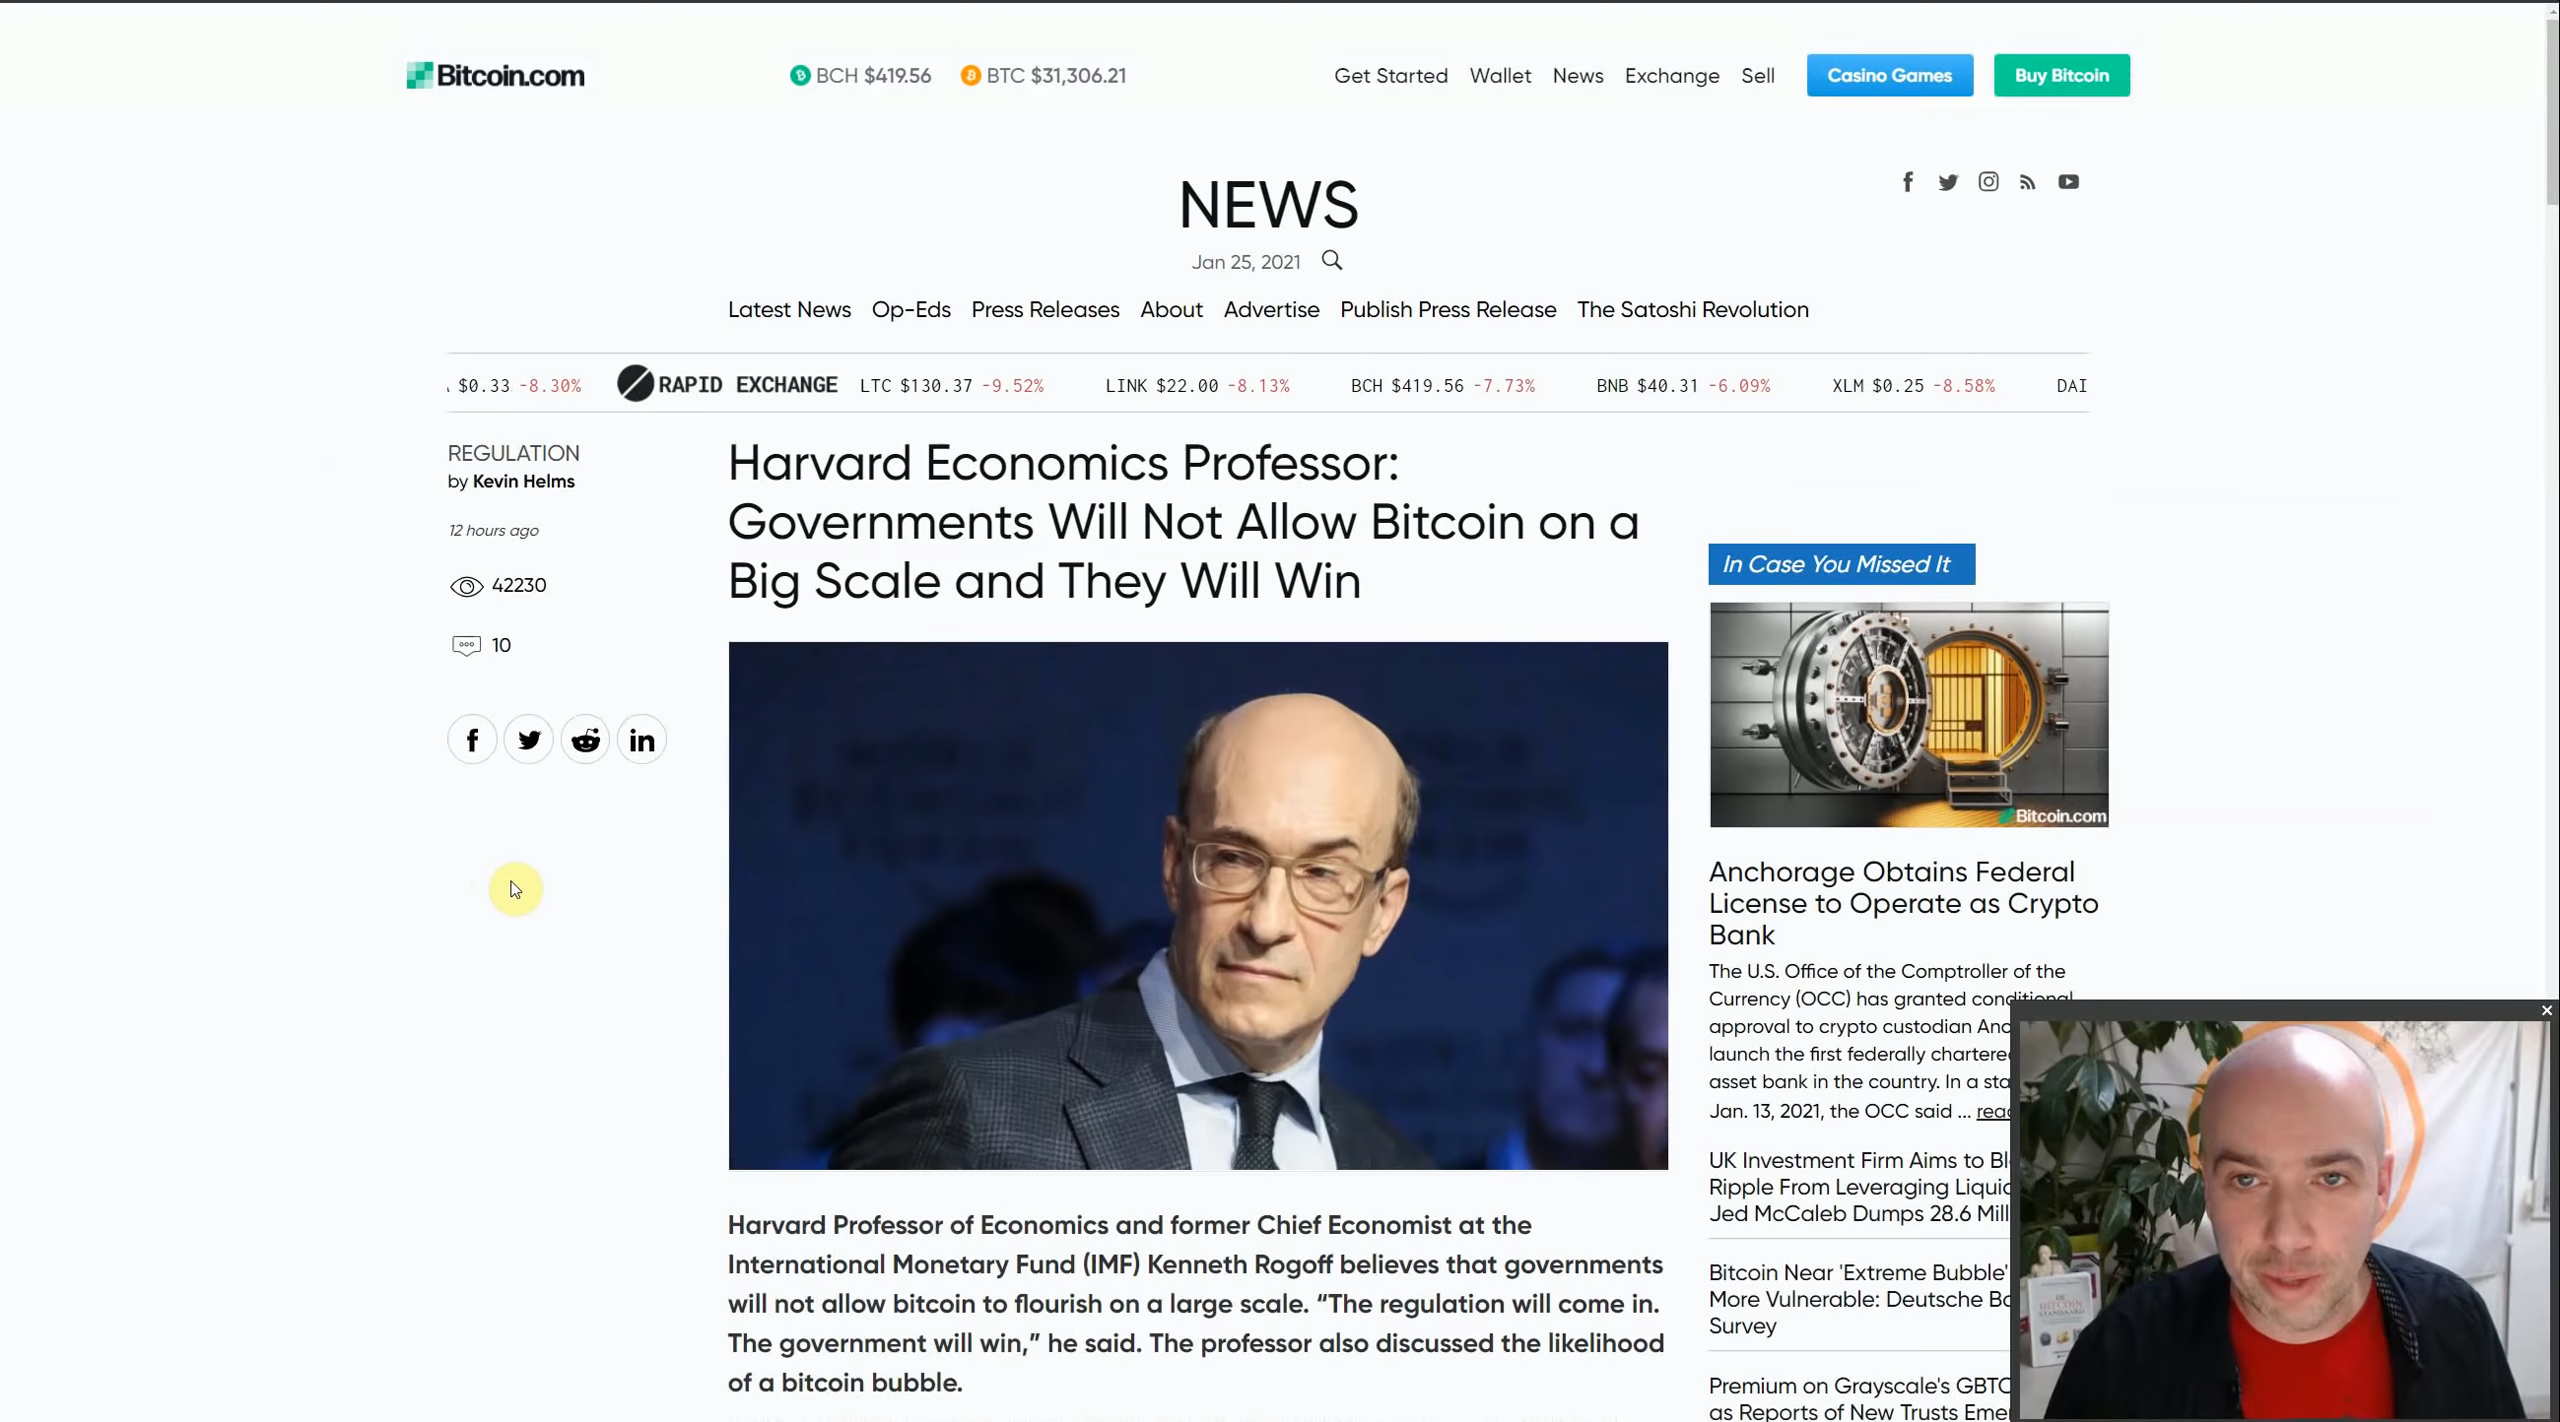 Bitcoin.com
BCH $419.56
BTC $31,306.21
Get Started
Wallet
News
Exchange
Sell
Casino Games
Buy Bitcoin
NEWS
Jan 25, 2021
Latest News
Op-Eds
Press Releases
About
Advertise
Publish Press Release
The Satoshi Revolution
$0.33 -8.30%
RAPID EXCHANGE
LTC $130.37 -9.52%
LINK $22.00 -8.13%
BCH $419.56 -7.73%
BNB $40.31 -6.09%
XLM $0.25 -8.58%
DAI
REGULATION
by Kevin Helms
12 hours ago
42230
10
Harvard Economics Professor:
Governments Will Not Allow Bitcoin on a
Big Scale and They Will Win
Harvard Professor of Economics and former Chief Economist at the
International Monetary Fund (IMF) Kenneth Rogoff believes that governments
will not allow bitcoin to flourish on a large scale. “The regulation will come in.
The government will win,” he said. The professor also discussed the likelihood
of a bitcoin bubble.
In Case You Missed It
Bitcoin.com
Anchorage Obtains Federal
License to Operate as Crypto
Bank
The U.S. Office of the Comptroller of the
Currency (OCC) has granted conditional
approval to crypto custodian Anc
launch the first federally chartere
asset bank in the country. In a sta
Jan. 13, 2021, the OCC said ... read
UK Investment Firm Aims to Bl
Ripple From Leveraging Liquid
Jed McCaleb Dumps 28.6 Mill
Bitcoin Near 'Extreme Bubble'
More Vulnerable: Deutsche Ba
Survey
Premium on Grayscale's GBTC
as Reports of New Trusts Emer
DE
BITCOIN
STANDAARD